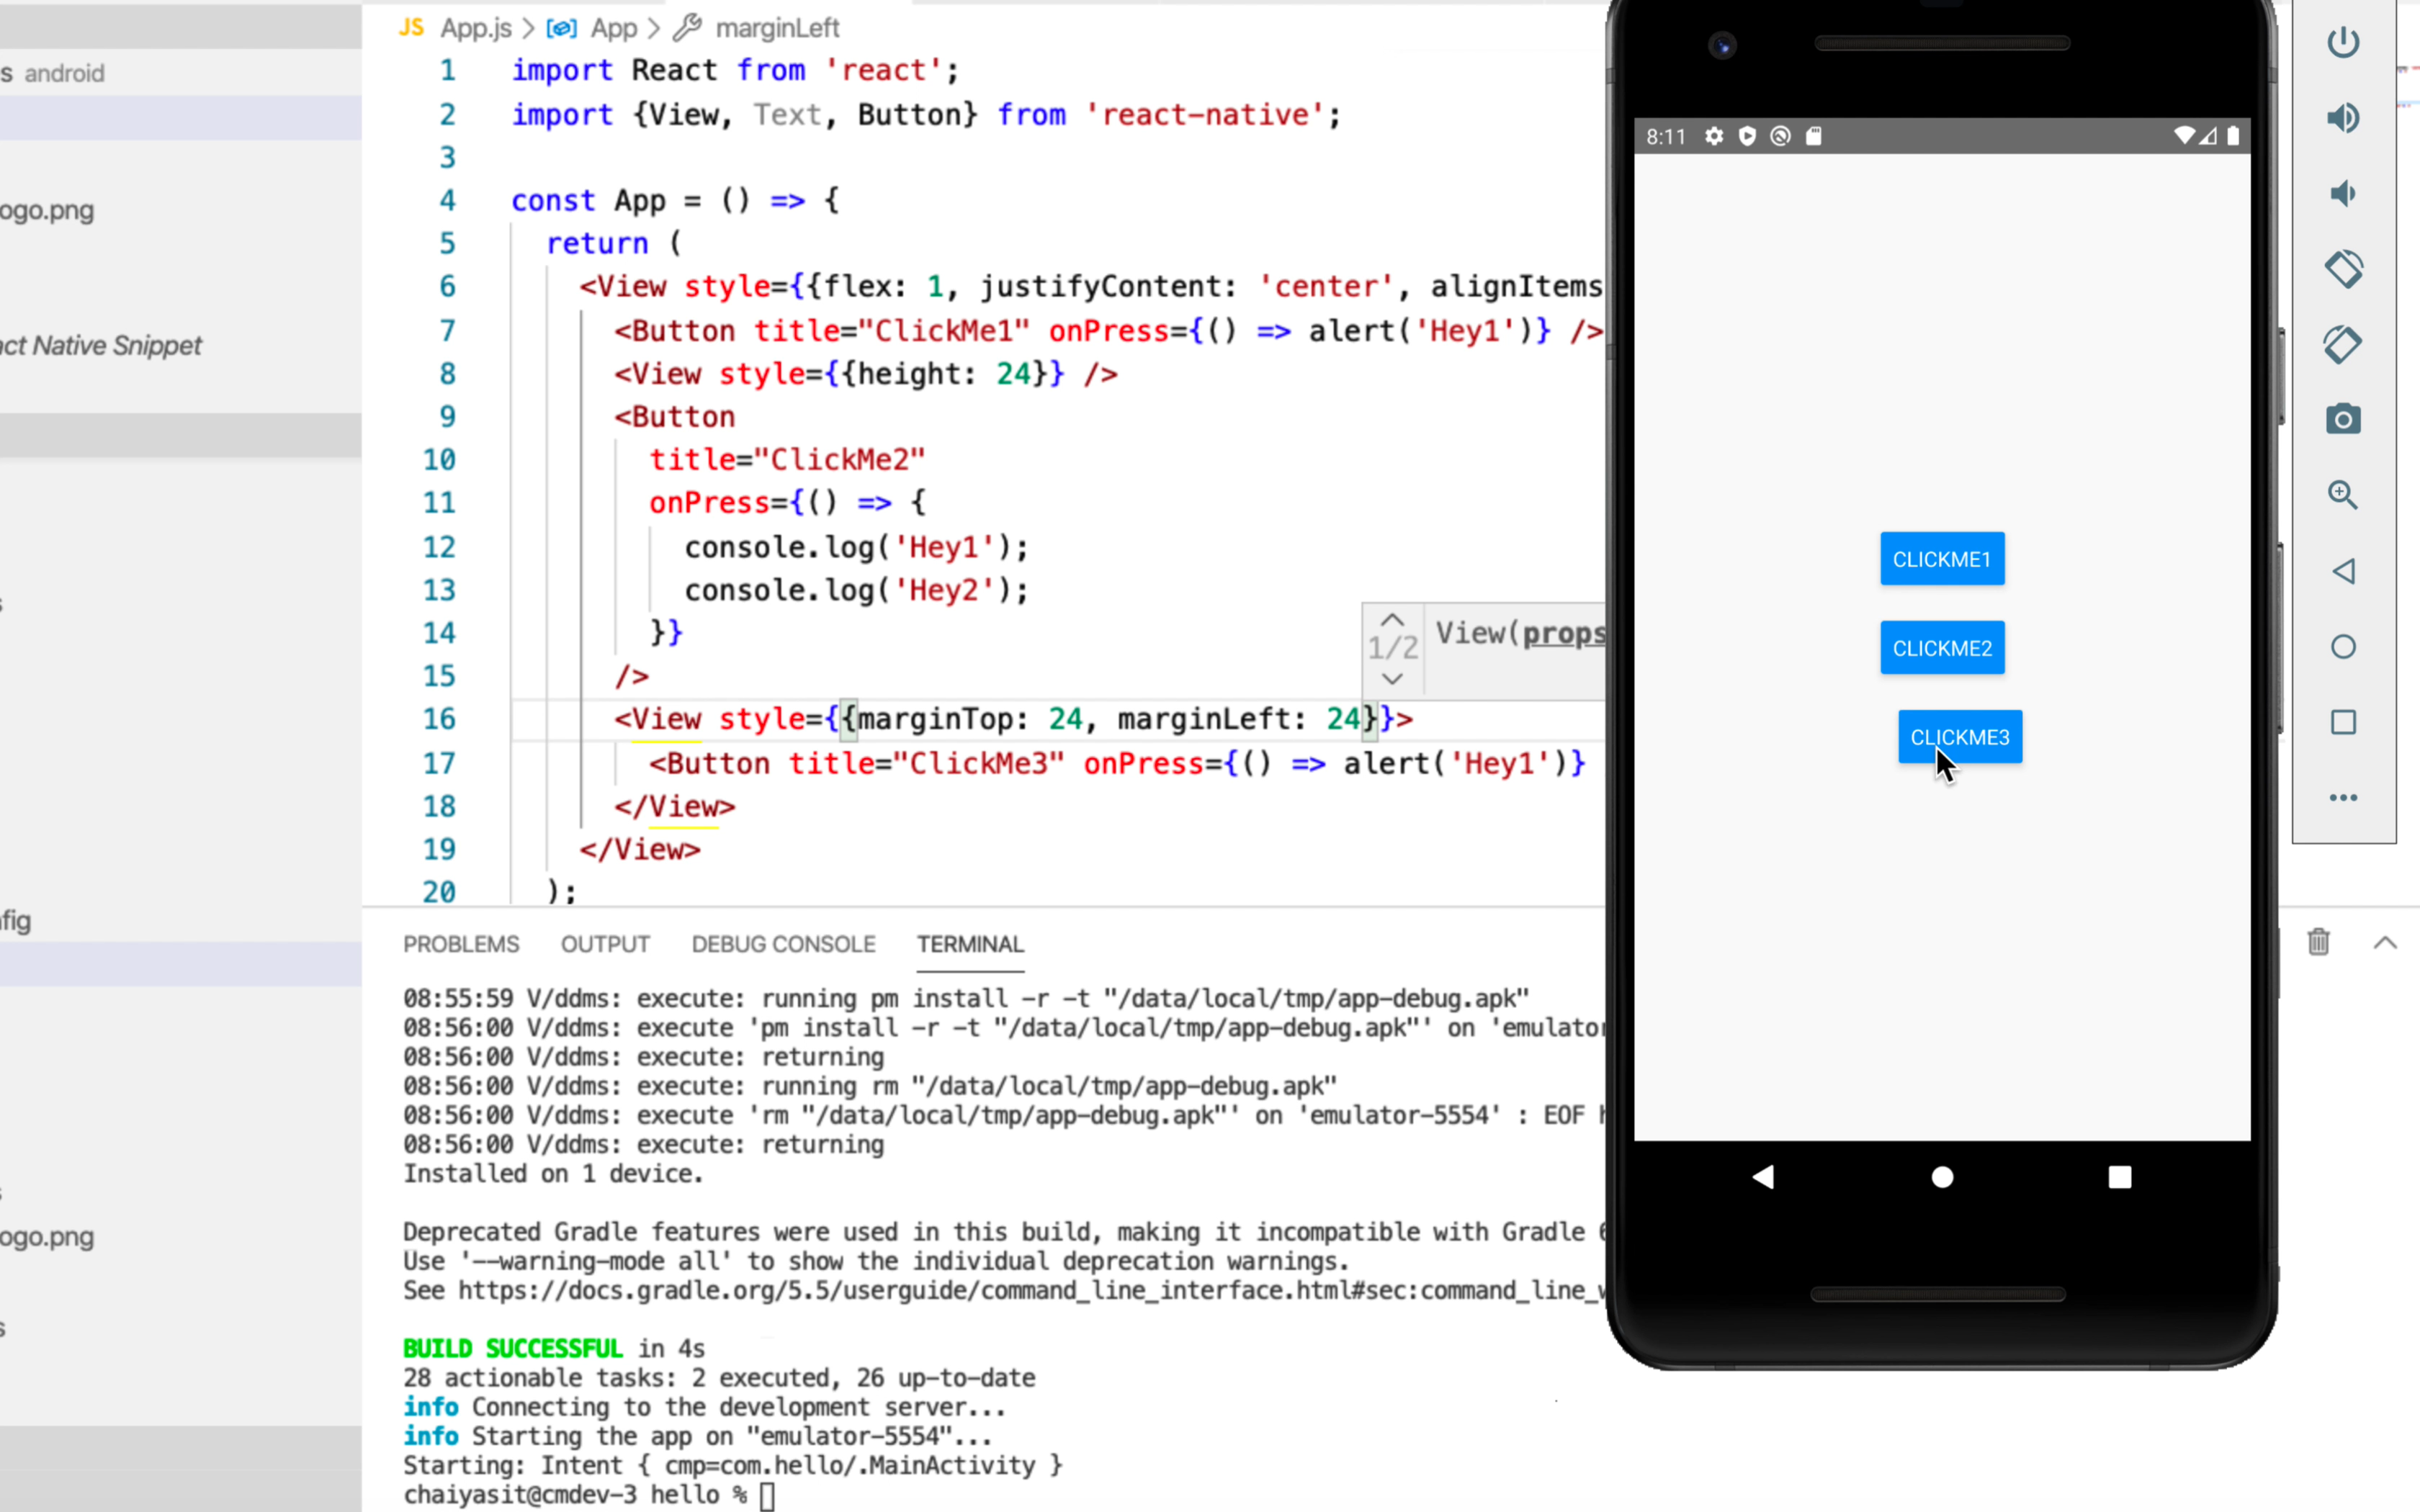 s android
ogo.png
act Native Snippet
fig
ogo.png
JS App.js > App > marginLeft
1 import React from 'react';
2 import {View, Text, Button} from 'react-native';
3
4 const App = () => {
5 return (
6 <View style={{flex: 1, justifyContent: 'center', alignItems
7 <Button title="ClickMe1" onPress={() => alert('Hey1')} />
8 <View style={{height: 24}} />
9 <Button
10 title="ClickMe2"
11 onPress={() => {
12 console.log('Hey1');
13 console.log('Hey2');
14 }}
15 />
16 <View style={{marginTop: 24, marginLeft: 24}}>
17 <Button title="ClickMe3" onPress={() => alert('Hey1')}
18 </View>
19 </View>
20 );
1/2 View(props
PROBLEMS OUTPUT DEBUG CONSOLE TERMINAL
08:55:59 V/ddms: execute: running pm install -r -t "/data/local/tmp/app-debug.apk"
08:56:00 V/ddms: execute 'pm install -r -t "/data/local/tmp/app-debug.apk"' on 'emulator
08:56:00 V/ddms: execute: returning
08:56:00 V/ddms: execute: running rm "/data/local/tmp/app-debug.apk"
08:56:00 V/ddms: execute 'rm "/data/local/tmp/app-debug.apk"' on 'emulator-5554' : EOF h
08:56:00 V/ddms: execute: returning
Installed on 1 device.
Deprecated Gradle features were used in this build, making it incompatible with Gradle 6
Use '--warning-mode all' to show the individual deprecation warnings.
See https://docs.gradle.org/5.5/userguide/command_line_interface.html#sec:command_line_w
BUILD SUCCESSFUL in 4s
28 actionable tasks: 2 executed, 26 up-to-date
info Connecting to the development server...
info Starting the app on "emulator-5554"...
Starting: Intent { cmp=com.hello/.MainActivity }
chaiyasit@cmdev-3 hello %
8:11
CLICKME1
CLICKME2
CLICKME3